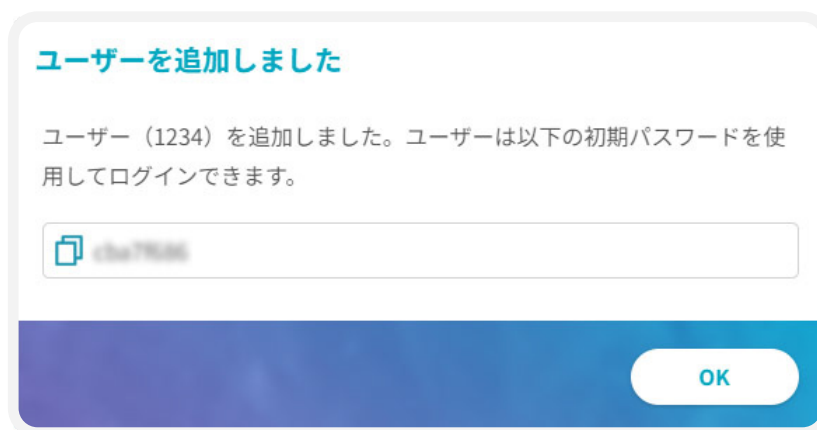 ユーザーを追加しました
ユーザー（1234）を追加しました。ユーザーは以下の初期パスワードを使
用してログインできます。
OK